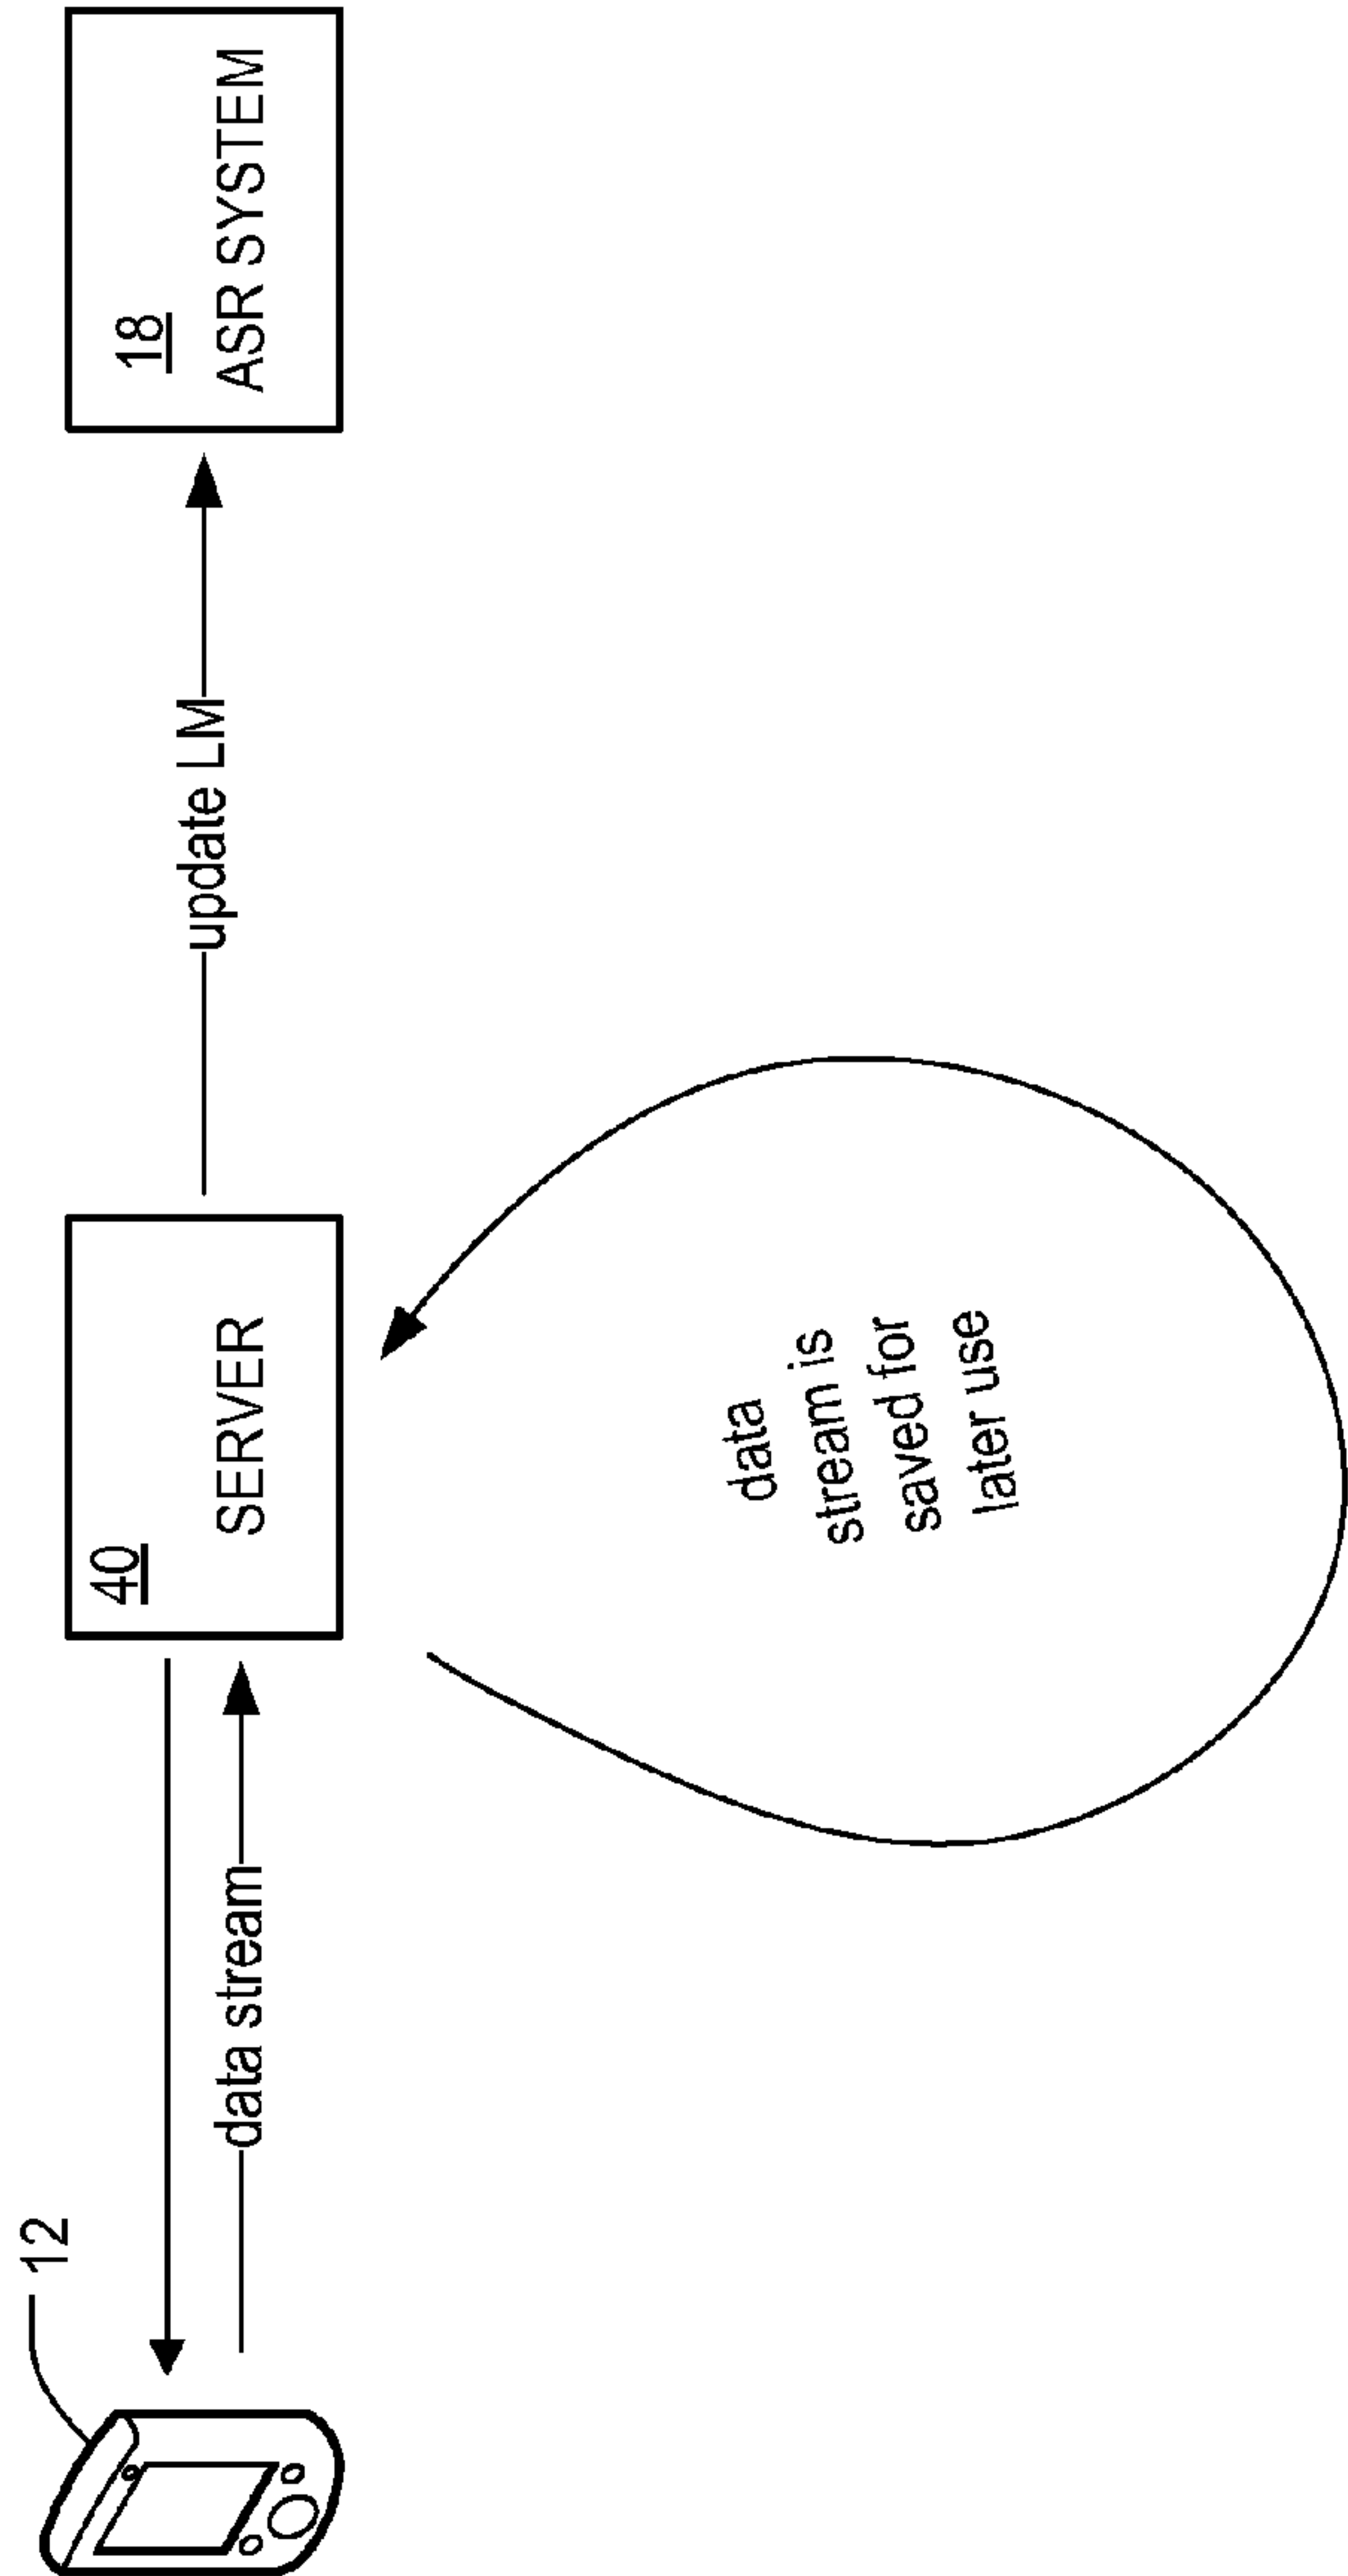 12
data stream
40
SERVER
data
stream is
saved for
later use
update LM
18
ASR SYSTEM